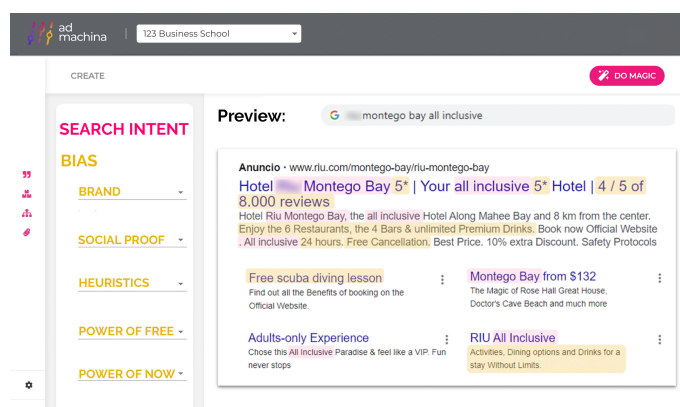 ad
machina
123 Business School
CREATE
DO MAGIC
SEARCH INTENT
BIAS
BRAND
SOCIAL PROOF
HEURISTICS
POWER OF FREE
POWER OF NOW
Preview:
G montego bay all inclusive
Anuncio · www.riu.com/montego-bay/riu-montego-bay
Hotel Montego Bay 5* | Your all inclusive 5* Hotel | 4 / 5 of
8.000 reviews
Hotel Riu Montego Bay, the all inclusive Hotel Along Mahee Bay and 8 km from the center.
Enjoy the 6 Restaurants, the 4 Bars & unlimited Premium Drinks. Book now Official Website
. All inclusive 24 hours. Free Cancellation. Best Price. 10% extra Discount. Safety Protocols
Free scuba diving lesson
Find out all the Benefits of booking on the
Official Website.
Montego Bay from $132
The Magic of Rose Hall Great House,
Doctor's Cave Beach and much more
Adults-only Experience
Chose this All Inclusive Paradise & feel like a VIP. Fun
never stops
RIU All Inclusive
Activities, Dining options and Drinks for a
stay Without Limits.